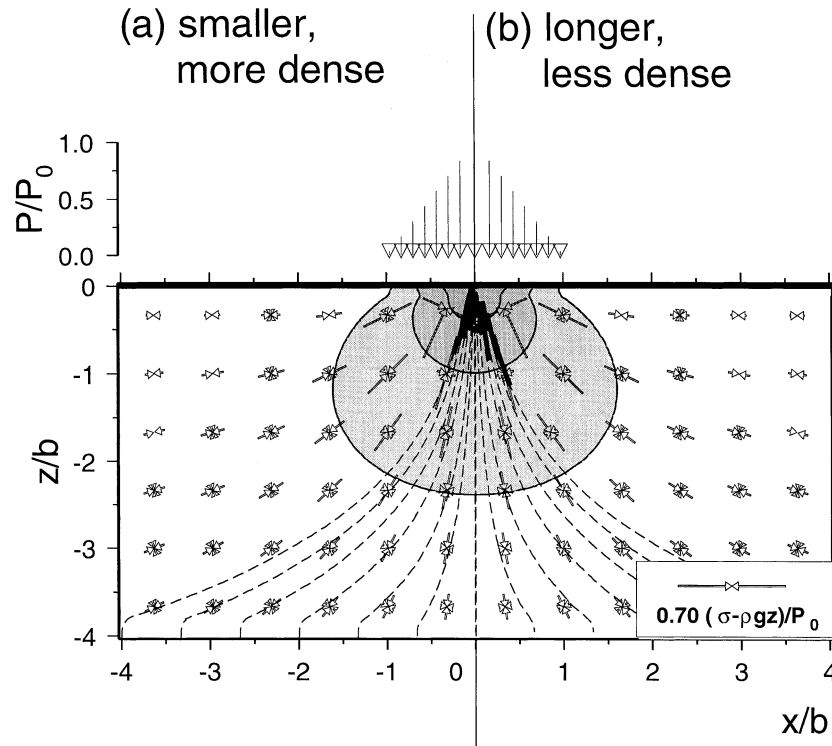 (a) smaller,
more dense
(b) longer,
less dense
P/P₀
1.0
0.5
0.0
z/b
0
-1
-2
-3
-4
0.70 ( σ-ρgz)/P₀
-4 -3 -2 -1 0 1 2 3 4
x/b